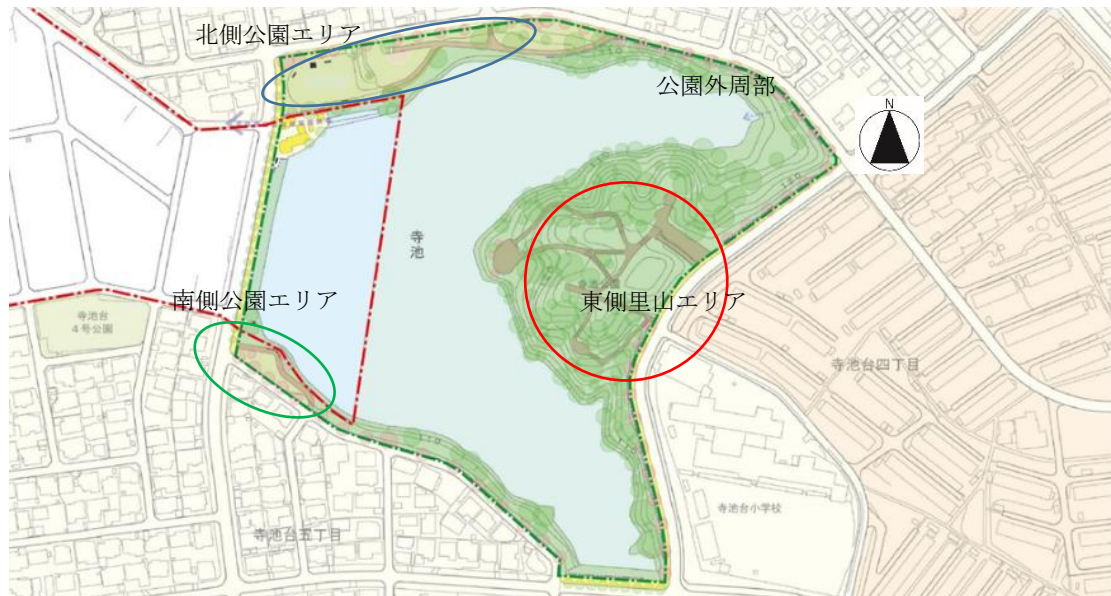 北側公園エリア
公園外周部
N
寺池
東側里山エリア
南側公園エリア
寺池台
4号公園
寺池台四丁目
寺池台小学校
寺池台五丁目